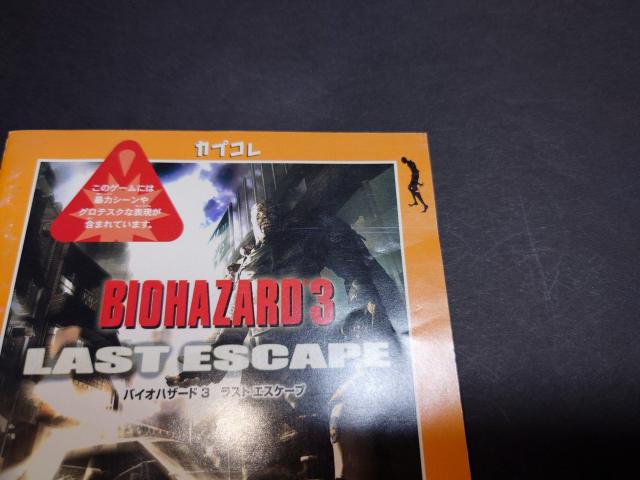 カプコレ
このゲームには
暴力シーンや
グロテスクな表現が
含まれています。
BIOHAZARD 3
LAST ESCAPE
バイオハザード3 ラストエスケープ